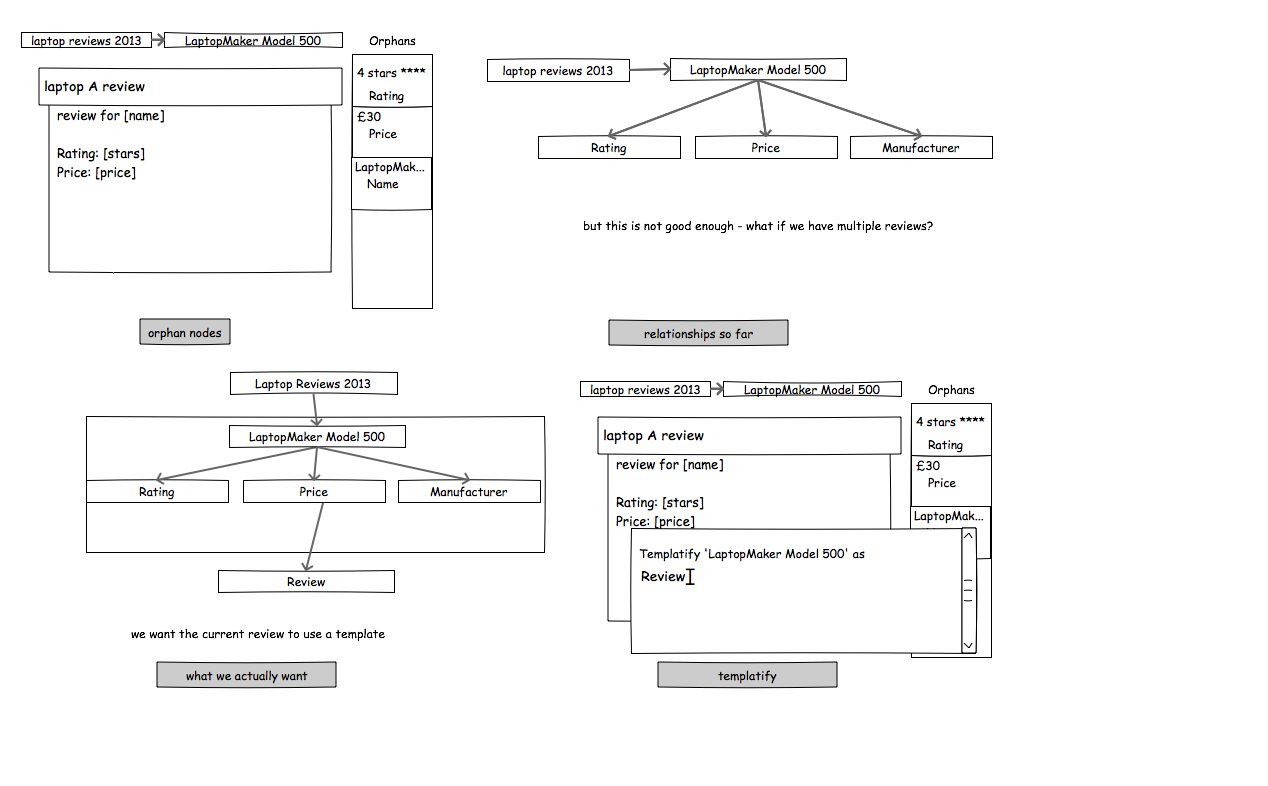 laptop reviews 2013
LaptopMaker Model 500
Orphans
laptop A review
review for [name]
Rating: [stars]
Price: [price]
4 stars ****
Rating
£30
Price
LaptopMak...
Name
orphan nodes
laptop reviews 2013
LaptopMaker Model 500
Rating
Price
Manufacturer
but this is not good enough - what if we have multiple reviews?
relationships so far
Laptop Reviews 2013
LaptopMaker Model 500
Rating
Price
Manufacturer
Review
we want the current review to use a template
what we actually want
laptop reviews 2013
LaptopMaker Model 500
Orphans
laptop A review
review for [name]
Rating: [stars]
Price: [price]
4 stars ****
Rating
£30
Price
LaptopMak...
Templatify 'LaptopMaker Model 500' as
Review
templatify